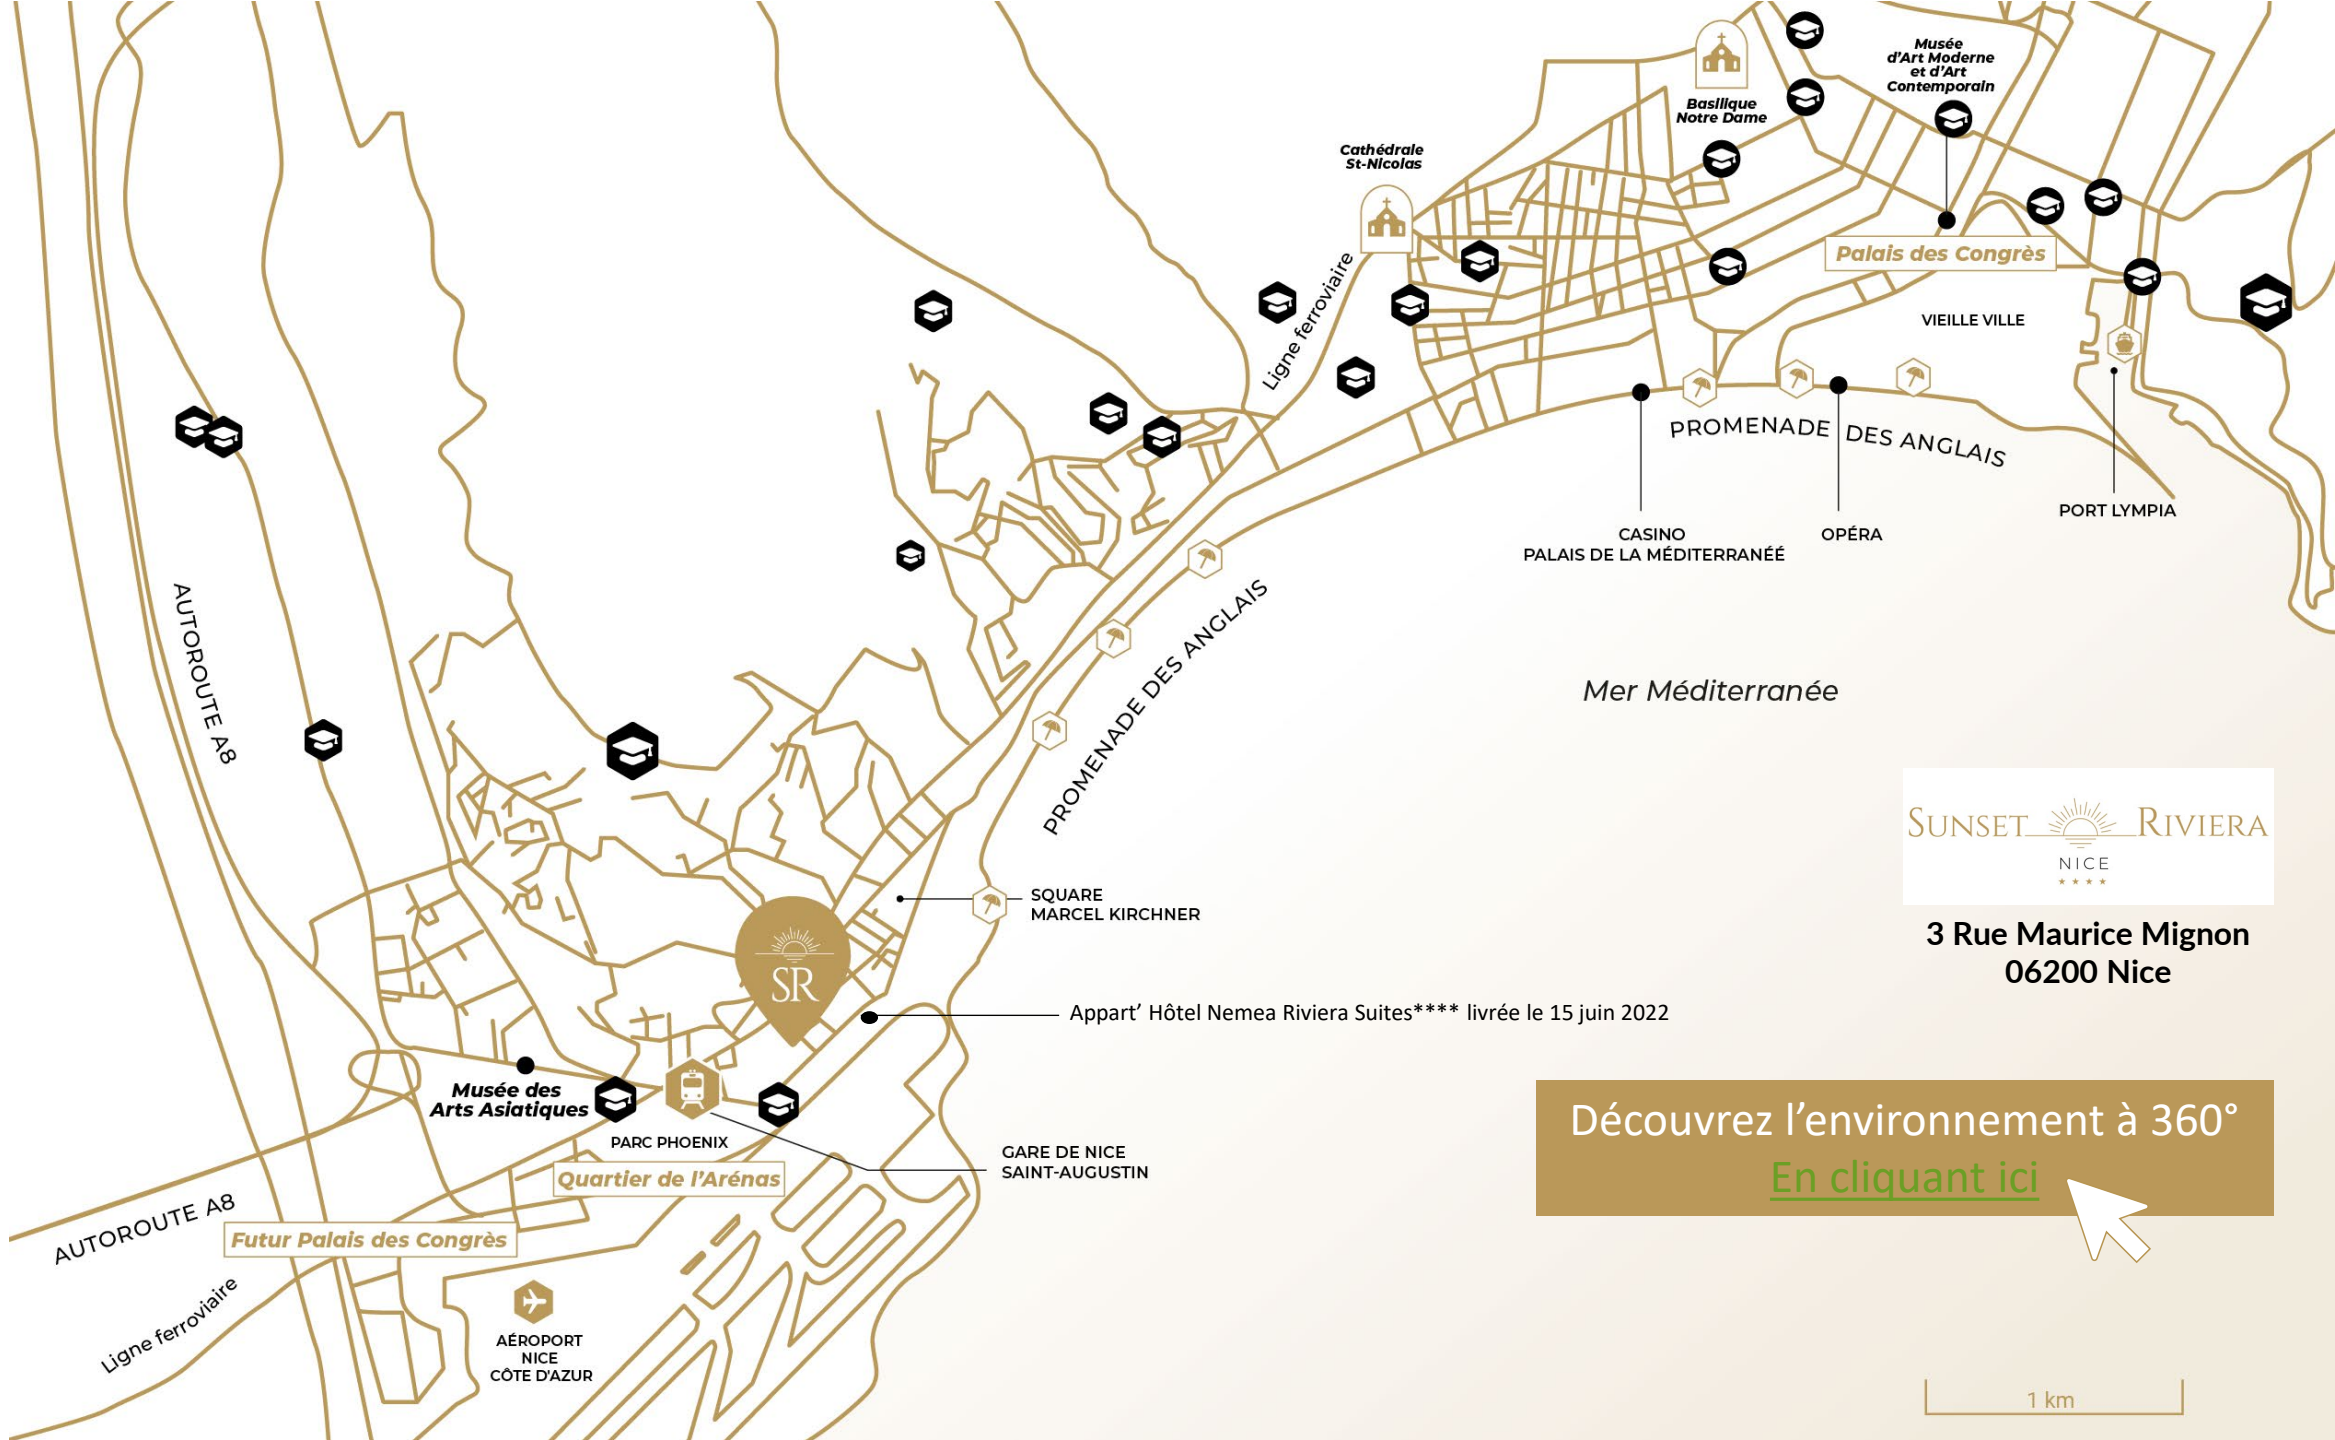 Musée
d'Art Moderne
et d'Art
Contemporain
Basilique
Notre Dame
Cathédrale
St-Nicolas
Palais des Congrès
Ligne ferroviaire
VIEILLE VILLE
PROMENADE DES ANGLAIS
PORT LYMPIA
CASINO
PALAIS DE LA MÉDITERRANÉÉ
OPÉRA
AUTOROUTE A8
PROMENADE DES ANGLAIS
Mer Méditerranée
SUNSET RIVIERA
NICE
★★★★
3 Rue Maurice Mignon
06200 Nice
SQUARE
MARCEL KIRCHNER
SR
Appart' Hôtel Nemea Riviera Suites**** livrée le 15 juin 2022
Musée des
Arts Asiatiques
PARC PHOENIX
Quartier de l'Arénas
GARE DE NICE
SAINT-AUGUSTIN
Découvrez l'environnement à 360°
En cliquant ici
AUTOROUTE A8
Futur Palais des Congrès
Ligne ferroviaire
AÉROPORT
NICE
CÔTE D'AZUR
1 km